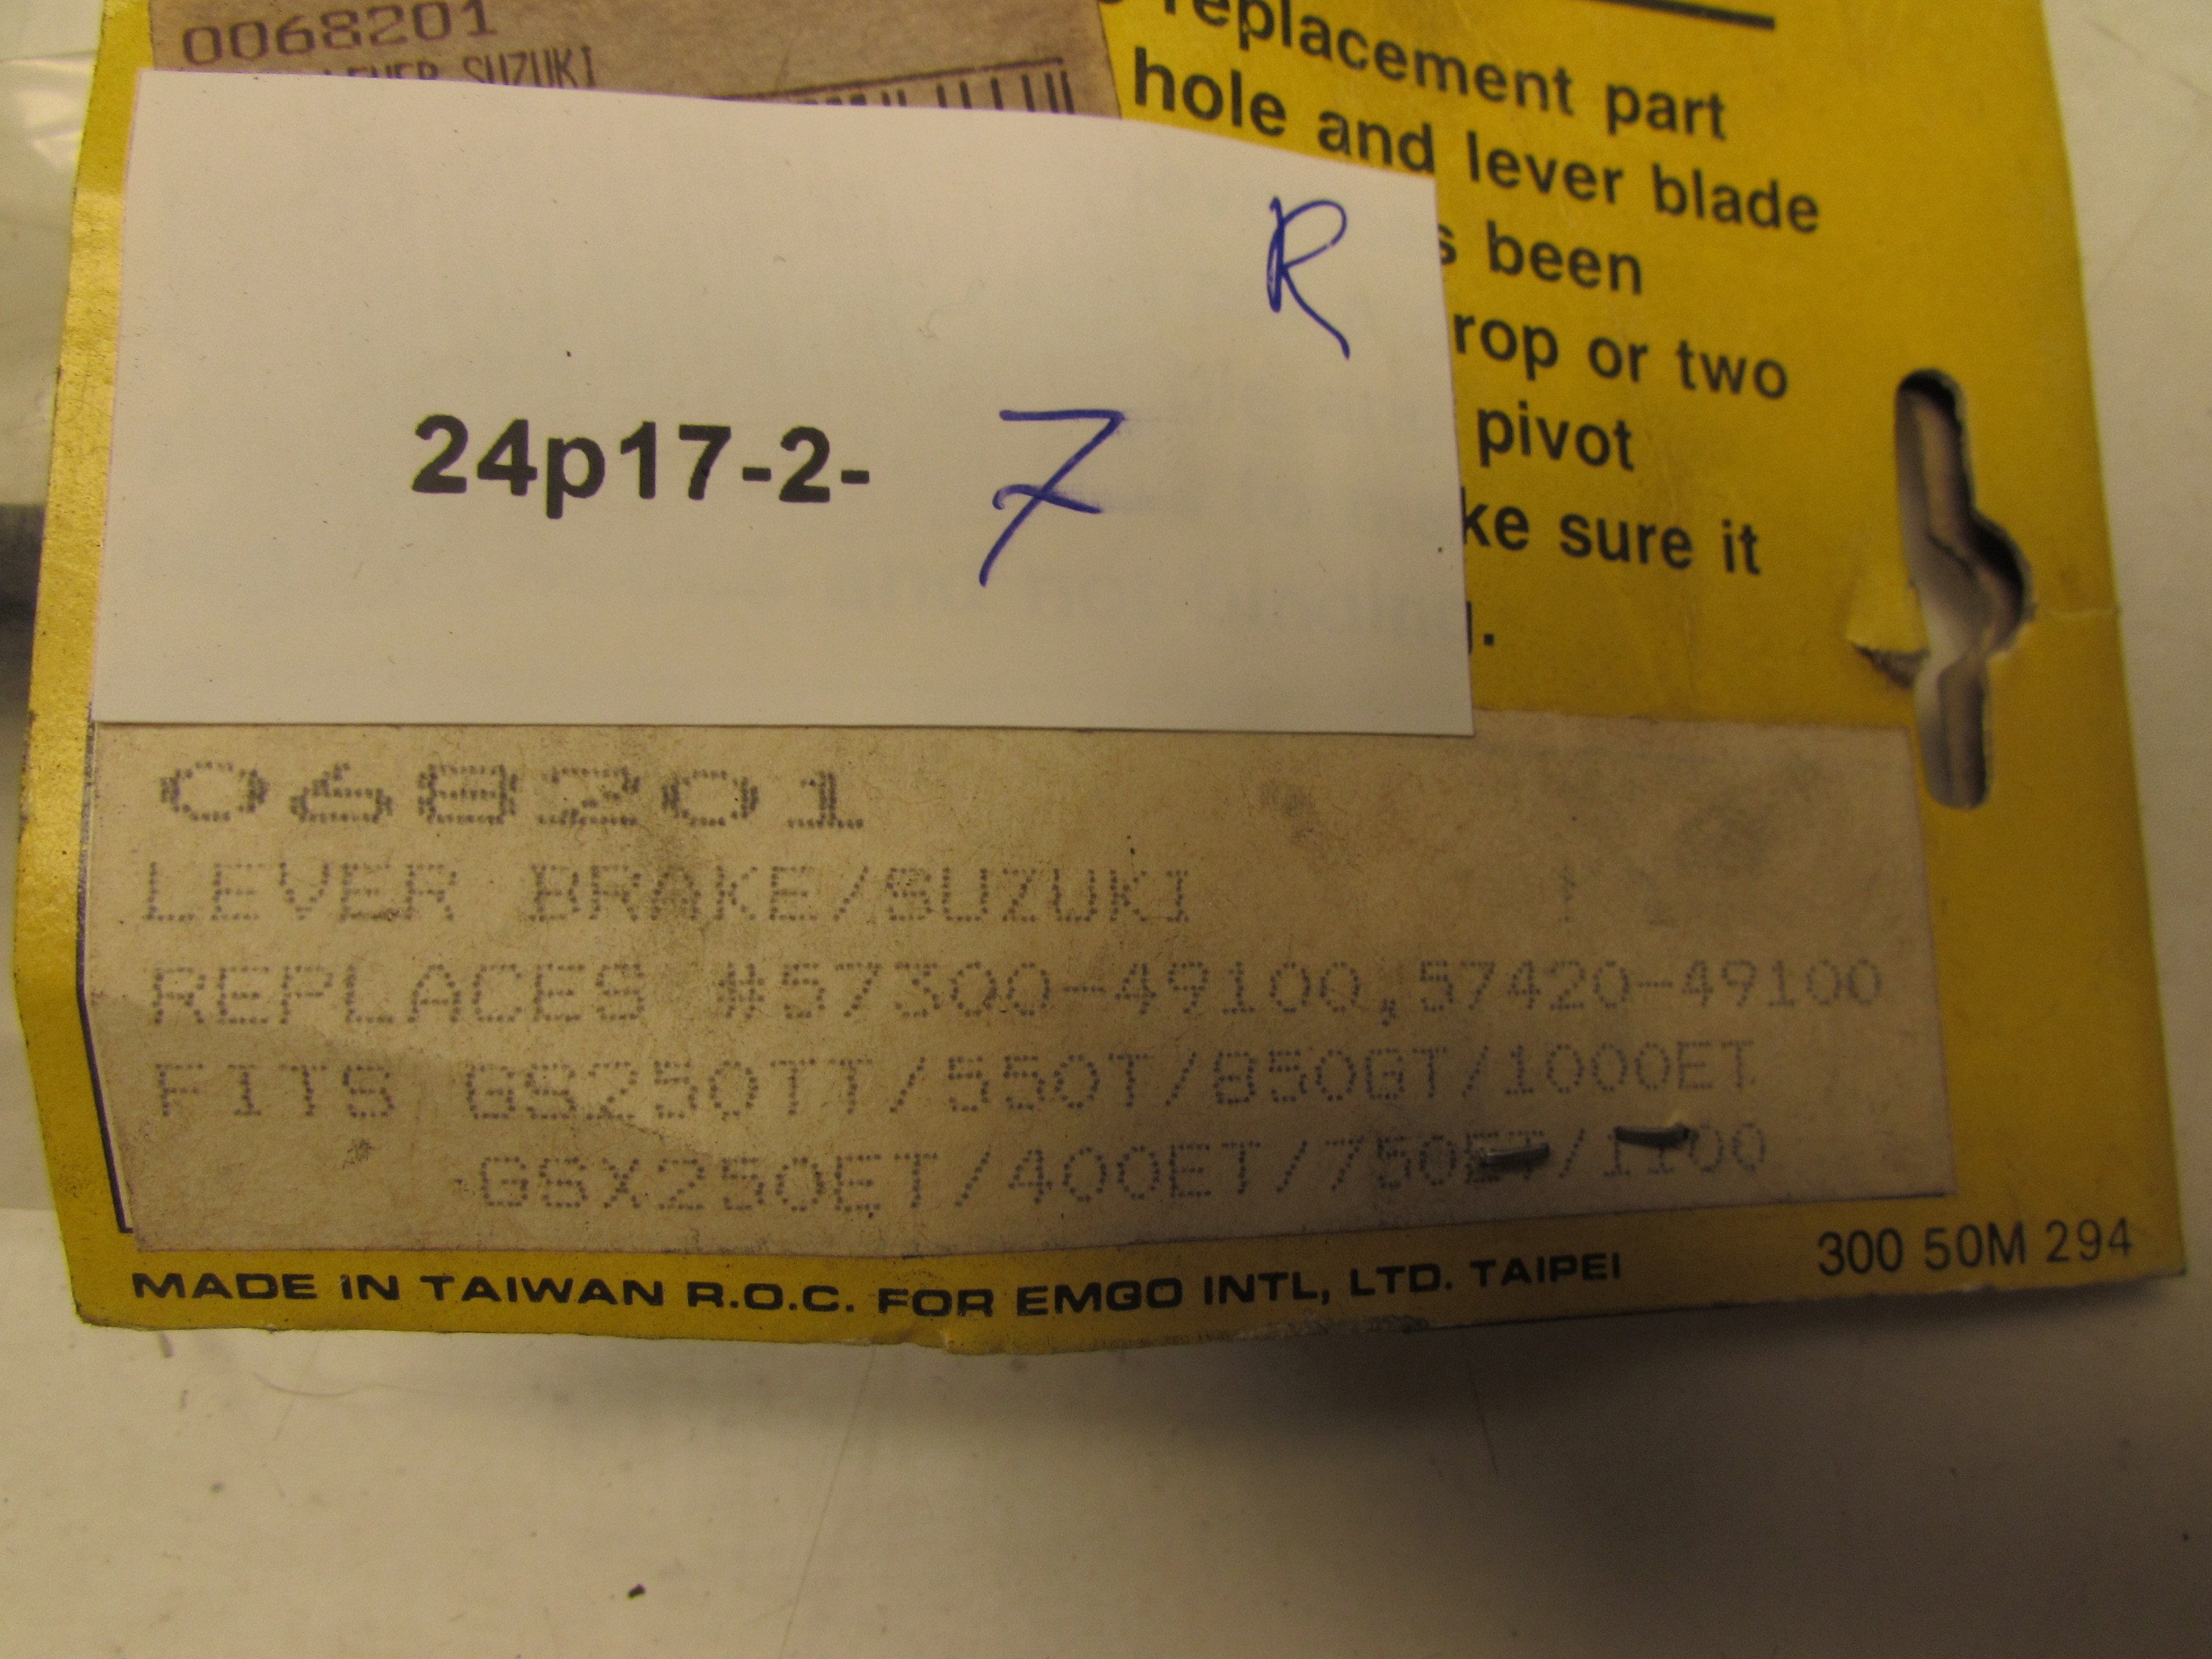 0068201
LEVER SUZUKI
replacement part
hole and lever blade
been
rop or two
pivot
ke sure it
R
24p17-2- 7
068201
LEVER BRAKE/SUZUKI
REPLACES #57300-49100,57420-49100
FITS GS250TT/550T/850GT/1000ET
GSX250ET/400ET/750ET/1100
MADE IN TAIWAN R.O.C. FOR EMGO INTL, LTD. TAIPEI
300 50M 294